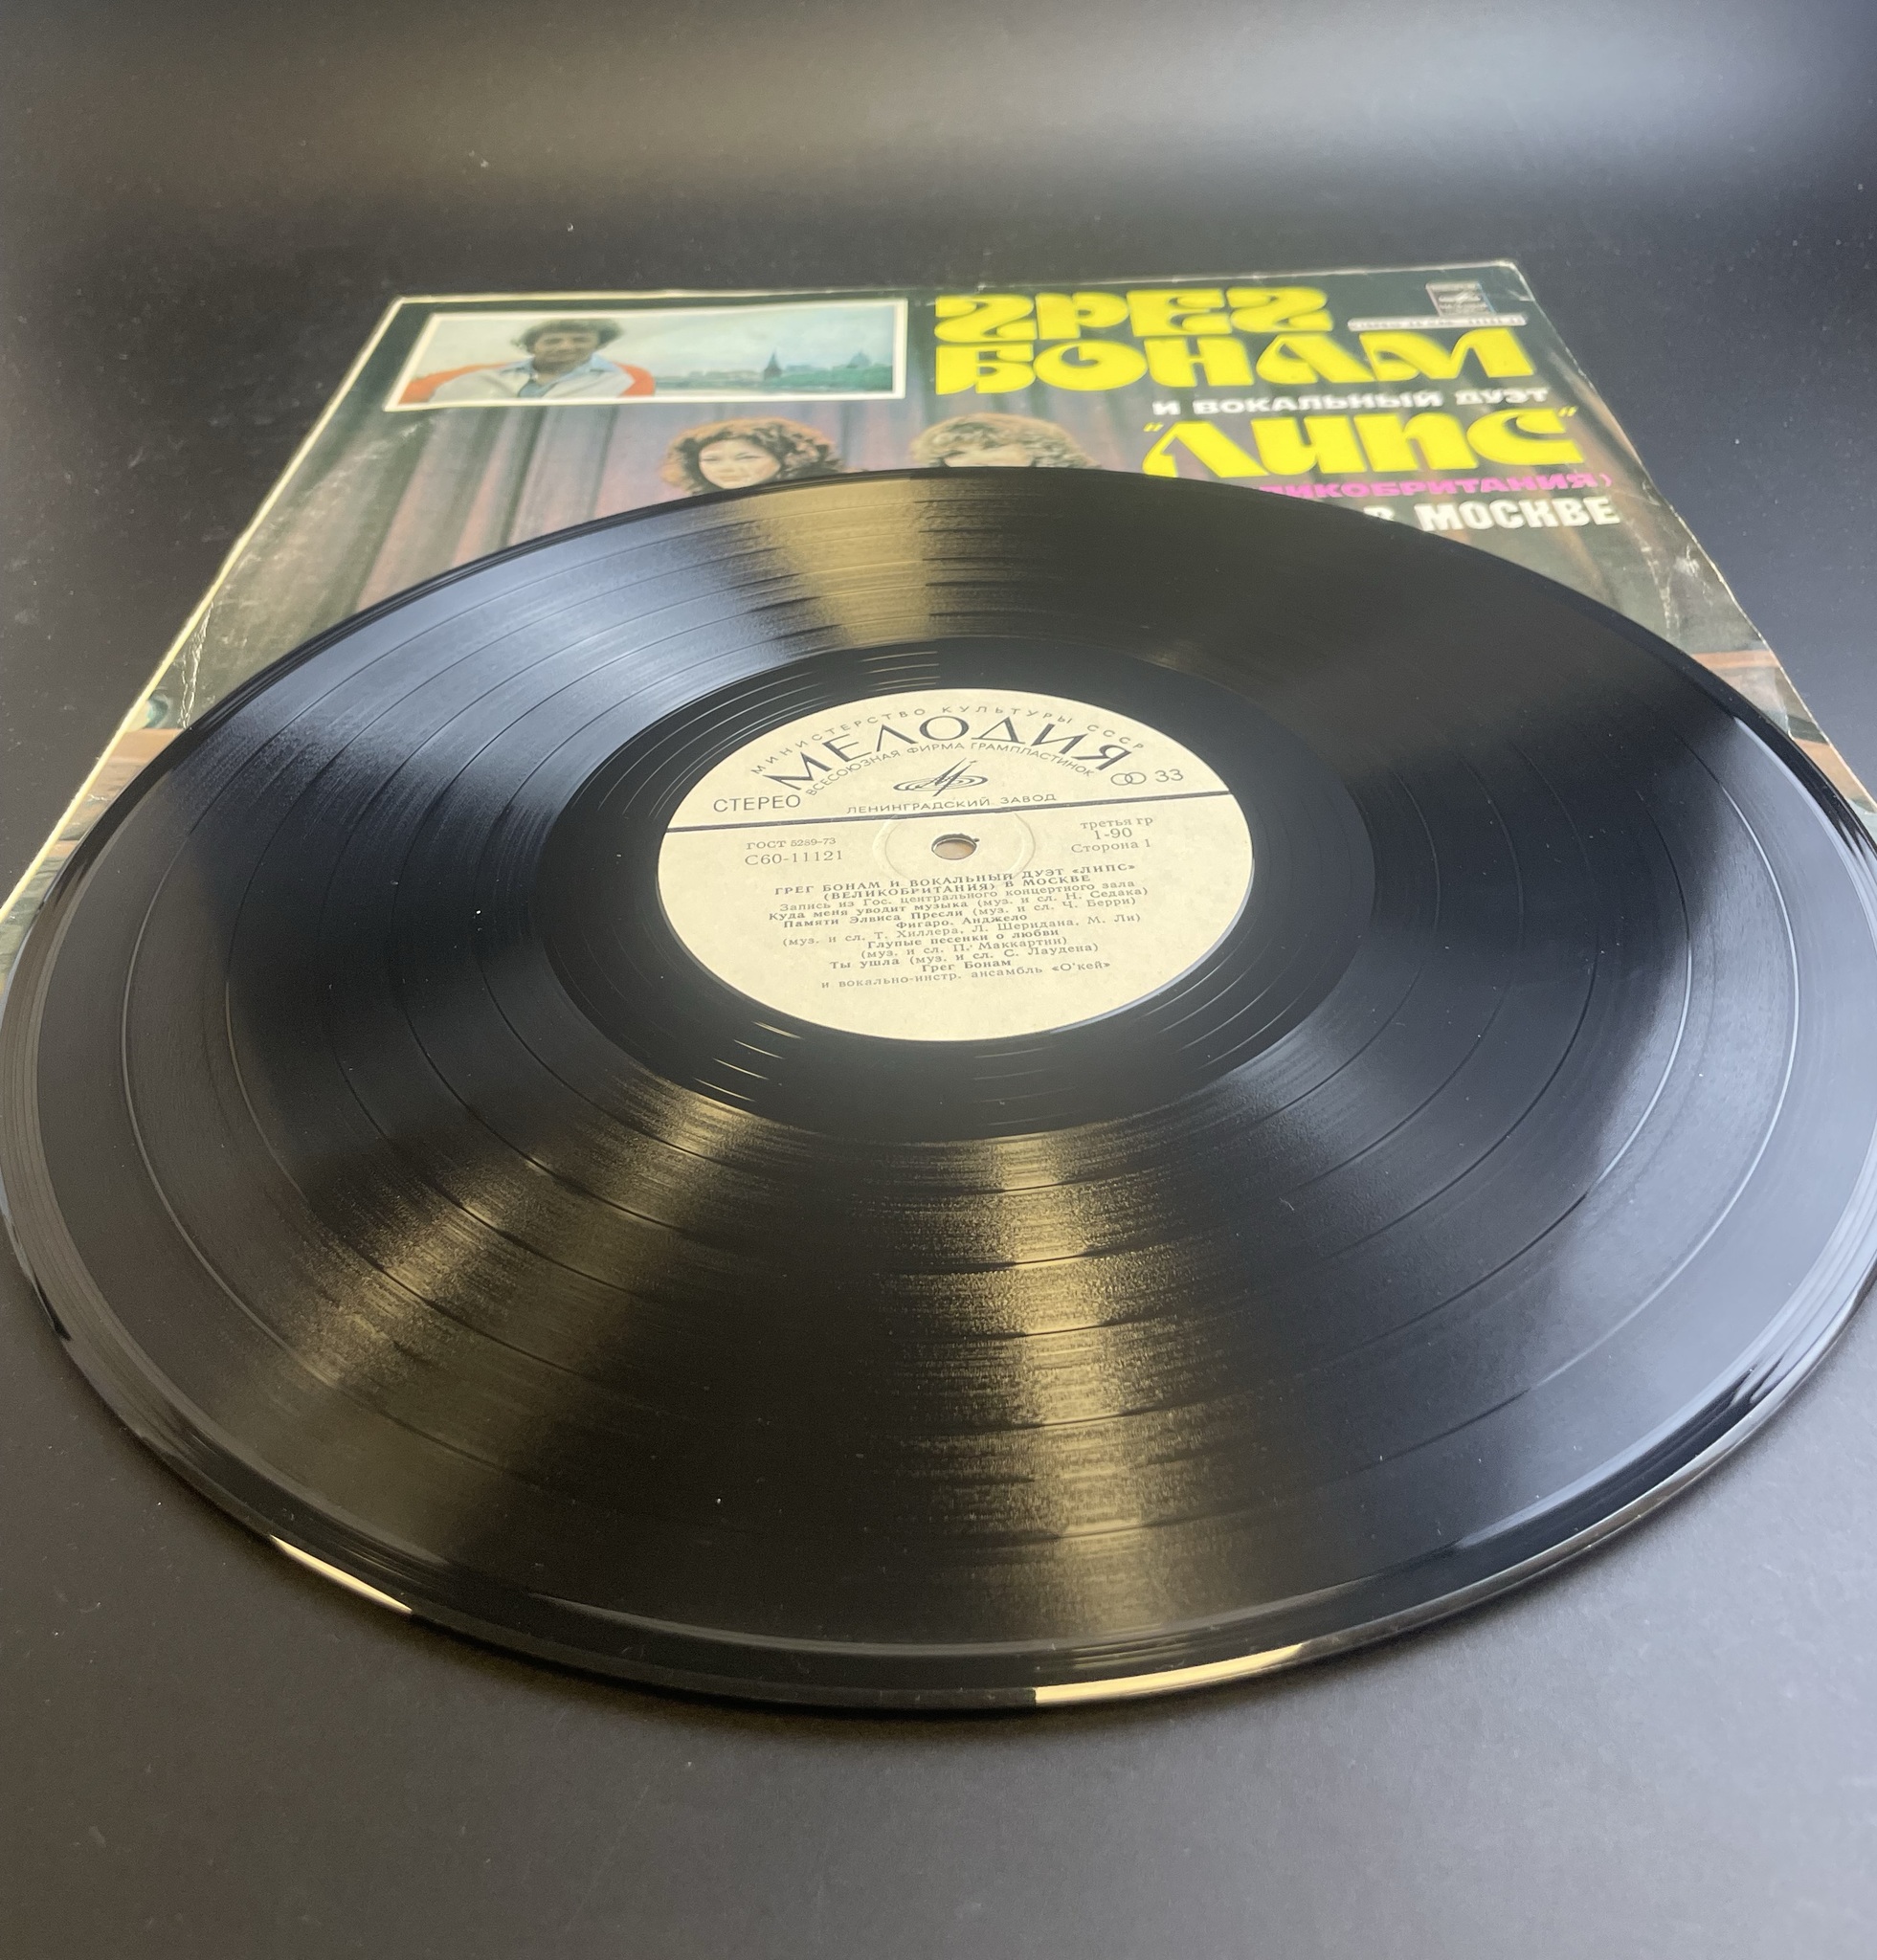 ГРЕГ
БОНАМ
И ВОКАЛЬНЫЙ ДУЭТ
"ЛИПС"
ЛИКОБРИТАНИЯ)
В МОСКВЕ
МИНИСТЕРСТВО КУЛЬТУРЫ СССР
МЕЛОДИЯ
ВСЕСОЮЗНАЯ ФИРМА ГРАМПЛАСТИНОК
СТЕРЕО
33
ЛЕНИНГРАДСКИЙ ЗАВОД
ГОСТ 5289-73
С60-11121
третья гр
1-90
Сторона 1
ГРЕГ БОНАМ И ВОКАЛЬНЫЙ ДУЭТ «ЛИПС»
(ВЕЛИКОБРИТАНИЯ) В МОСКВЕ
Запись из Гос. центрального концертного зала
Куда меня уводит музыка (муз. и сл. Н. Седака)
Памяти Элвиса Пресли (муз. и сл. Ч. Берри)
Фигаро, Анджело
(муз. и сл. Т. Хиллера, Л. Шеридана, М. Ли)
Глупые песенки о любви
(муз. и сл. П. Маккартни)
Ты ушла (муз. и сл. С. Лаудена)
Грег Бонам
и вокально-инстр. ансамбль «О'кей»